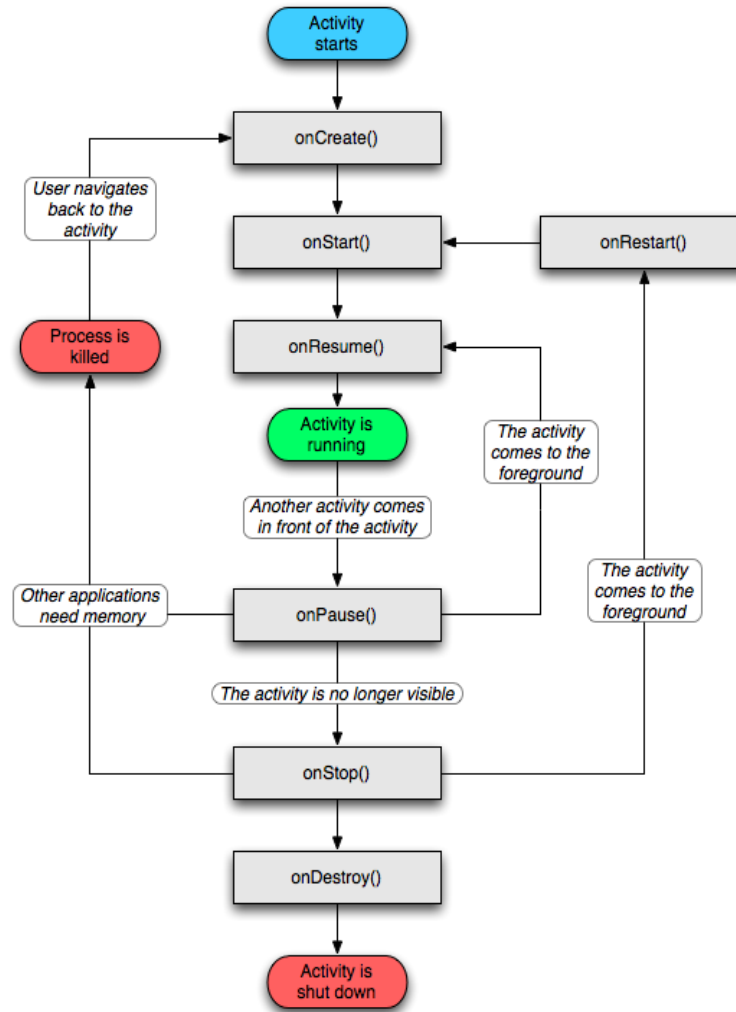 Activity
starts
onCreate()
User navigates
back to the
activity
onStart()
onRestart()
Process is
killed
onResume()
Activity is
running
The activity
comes to the
foreground
Another activity comes
in front of the activity
Other applications
need memory
onPause()
The activity
comes to the
foreground
The activity is no longer visible
onStop()
onDestroy()
Activity is
shut down